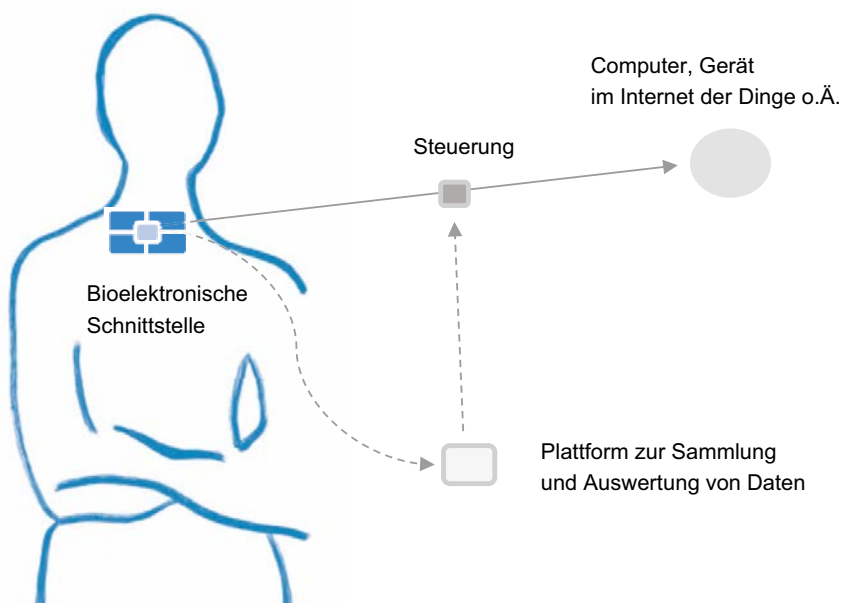 Computer, Gerät
im Internet der Dinge o.Ä.
Steuerung
Bioelektronische
Schnittstelle
Plattform zur Sammlung
und Auswertung von Daten